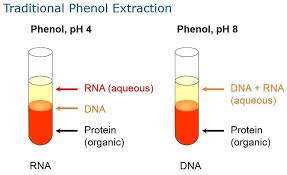 Traditional Phenol Extraction
Phenol, pH 4
RNA (aqueous)
DNA
Protein
(organic)
RNA
Phenol, pH 8
DNA + RNA
(aqueous)
Protein
(organic)
DNA